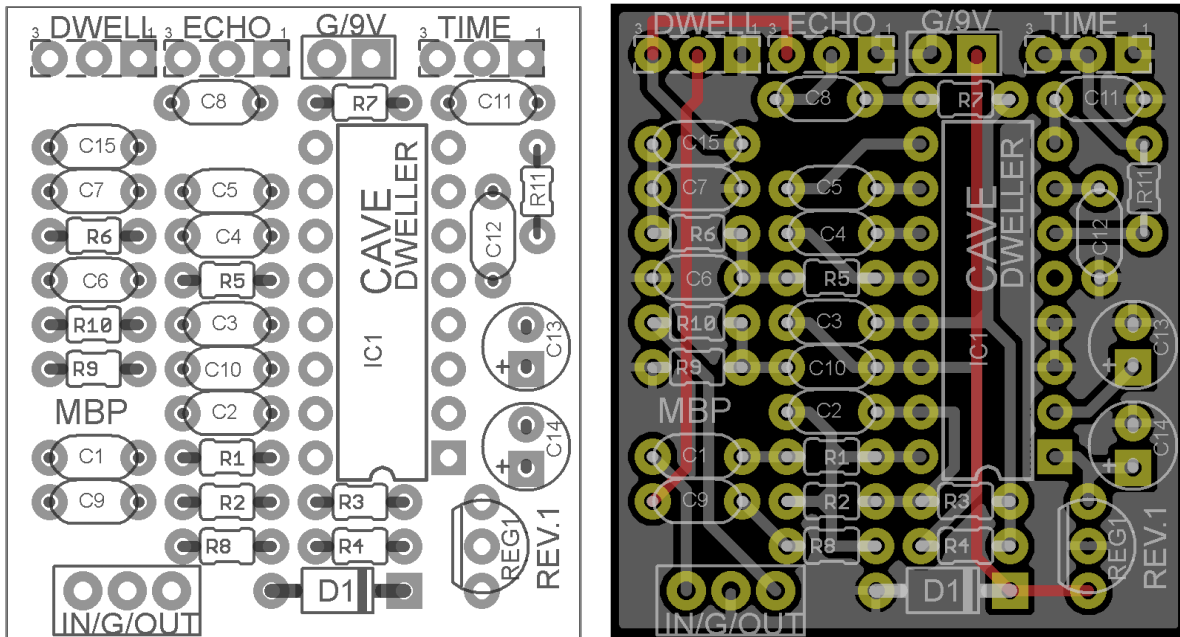 DWELL ECHO G/9V TIME
3 1 3 1 3 1
C8 R7 C11
C15
C7 C5 R11
R6 C4 C12
C6 R5
R10 C3 C13
R9 C10 +
MBP C2 C14
C1 R1 +
C9 R2 R3
R8 R4 REG1
D1
IN/G/OUT
CAVE
DWELLER
IC1
REV.1
DWELL ECHO G/9V TIME
3 1 3 1 3 1
C8 R7 C11
C15
C7 C5 R11
R6 C4 C12
C6 R5
R10 C3 C13
R9 C10 +
MBP C2 C14
C1 R1 +
C9 R2 R3
R8 R4 REG1
D1
IN/G/OUT
CAVE
DWELLER
IC1
REV.1